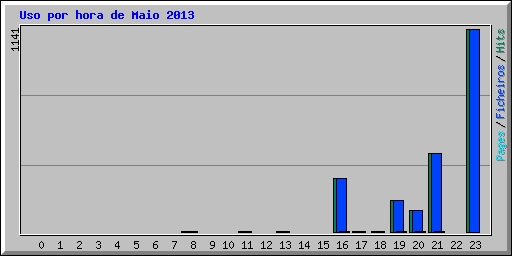 Uso por hora de Maio 2013
1141
Pages / Ficheiros / Hits
0 1 2 3 4 5 6 7 8 9 10 11 12 13 14 15 16 17 18 19 20 21 22 23